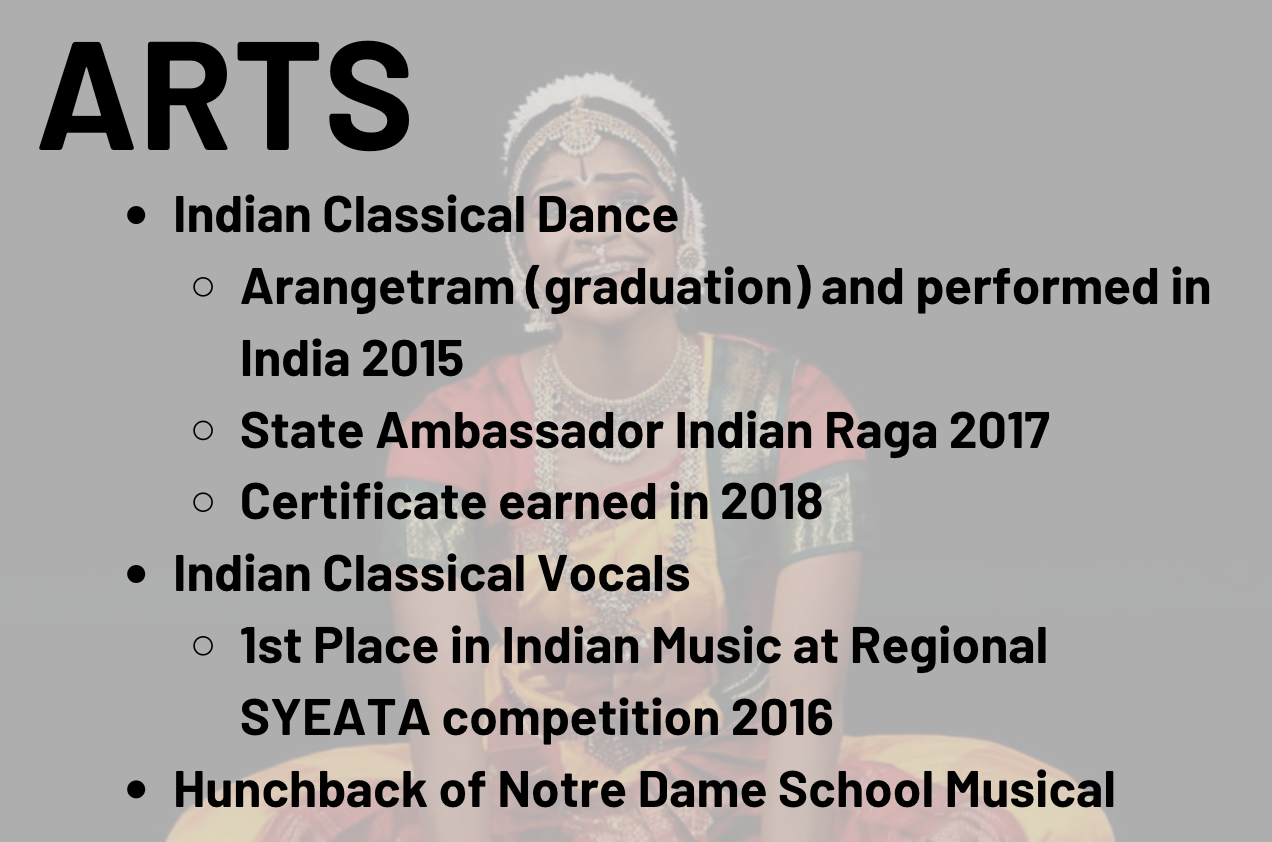 ARTS
• Indian Classical Dance
○ Arangetram (graduation) and performed in
India 2015
○ State Ambassador Indian Raga 2017
○ Certificate earned in 2018
• Indian Classical Vocals
○ 1st Place in Indian Music at Regional
SYEATA competition 2016
• Hunchback of Notre Dame School Musical